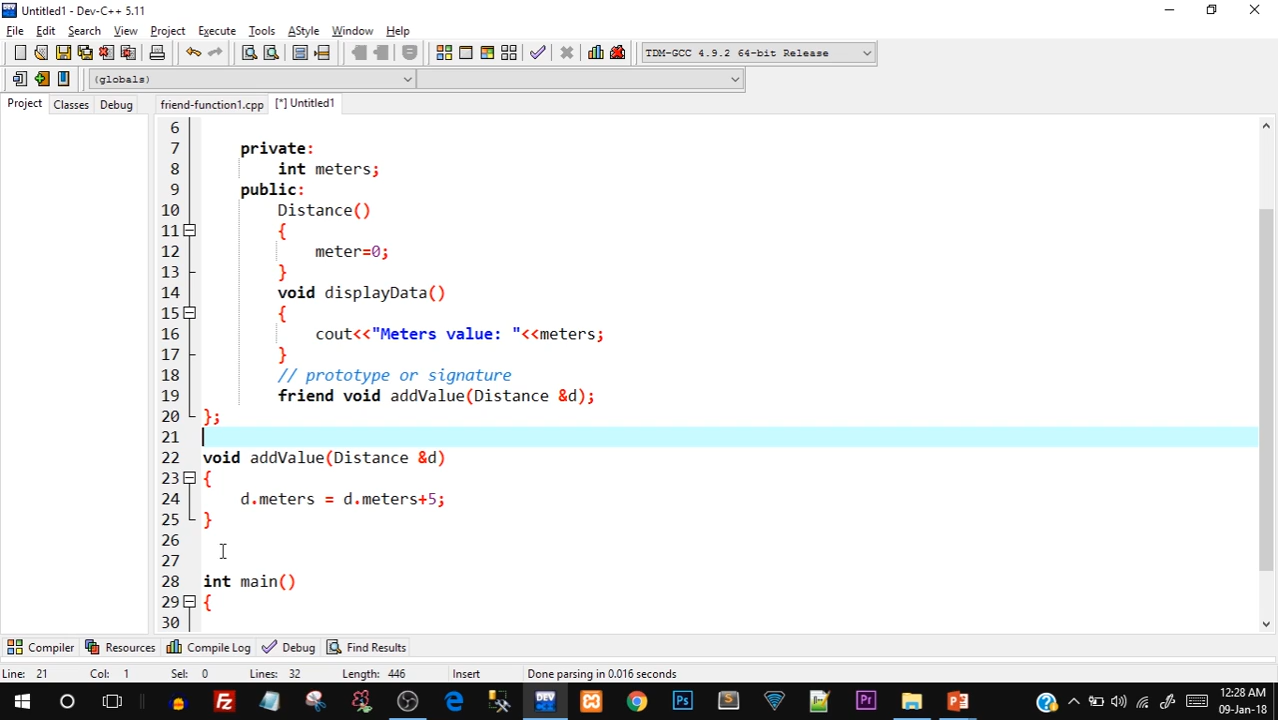 Untitled1 - Dev-C++ 5.11
File Edit Search View Project Execute Tools AStyle Window Help
TDM-GCC 4.9.2 64-bit Release
(globals)
Project Classes Debug friend-function1.cpp [*] Untitled1
6
7 private:
8 int meters;
9 public:
10 Distance()
11 {
12 meter=0;
13 }
14 void displayData()
15 {
16 cout<<"Meters value: "<<meters;
17 }
18 // prototype or signature
19 friend void addValue(Distance &d);
20 };
21
22 void addValue(Distance &d)
23 {
24 d.meters = d.meters+5;
25 }
26
27
28 int main()
29 {
30
Compiler Resources Compile Log Debug Find Results
Line: 21 Col: 1 Sel: 0 Lines: 32 Length: 446 Insert Done parsing in 0.016 seconds
12:28 AM
09-Jan-18